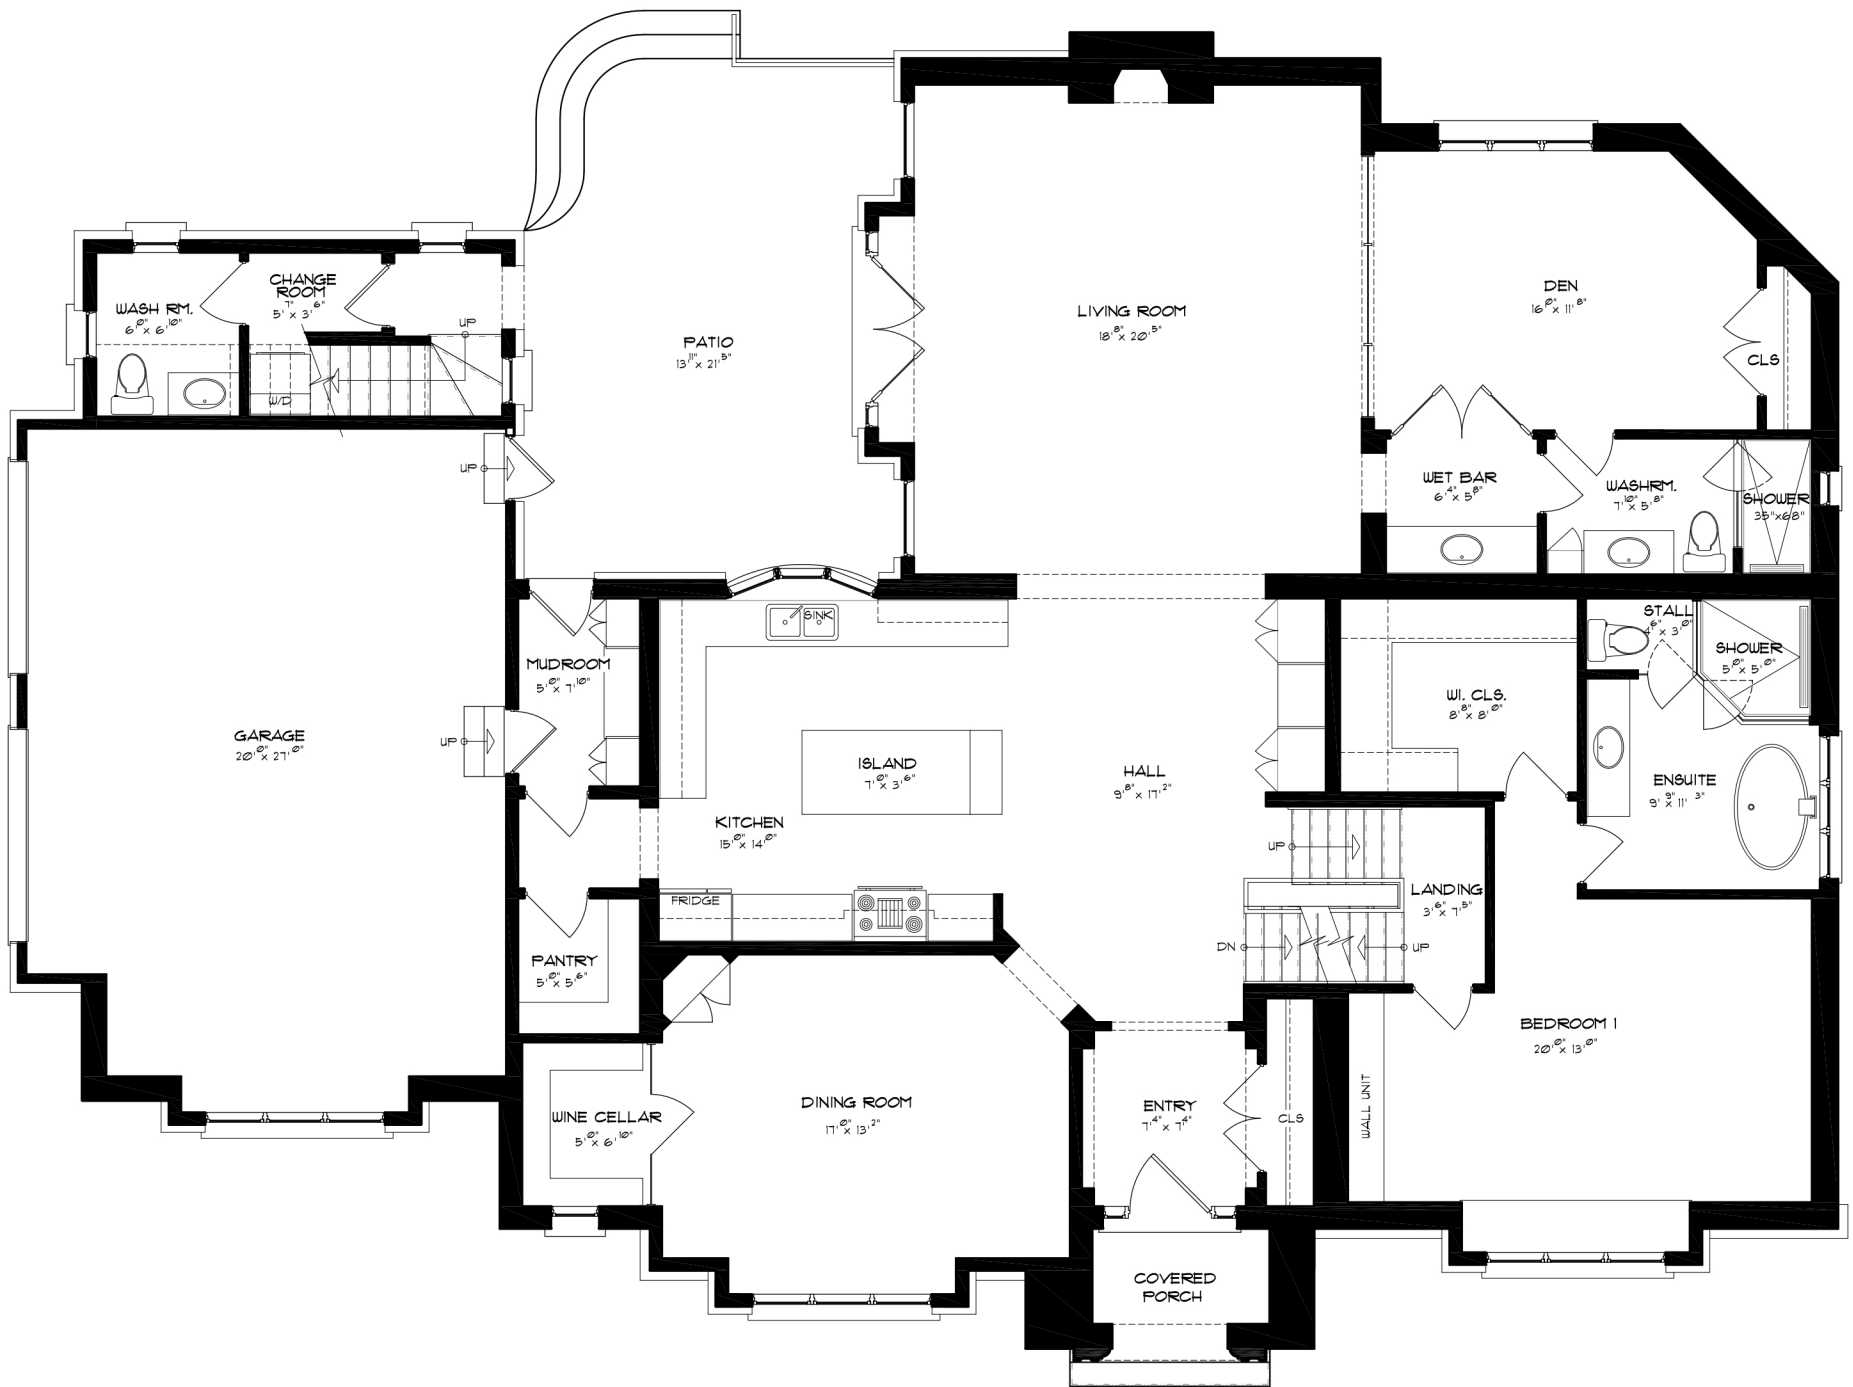 LIVING ROOM
18'8" x 20'5"
DEN
16'0" x 11'8"
CLS
CHANGE
ROOM
5'7" x 3'6"
WASH RM.
6'0" x 6'10"
UP
W/D
PATIO
13'11" x 21'5"
UP
WET BAR
6'4" x 5'8"
WASHRM.
7'10" x 5'8"
SHOWER
35"x68"
SINK
STALL
4'6" x 3'0"
SHOWER
5'0" x 5'0"
MUDROOM
5'0" x 7'10"
WI. CLS.
8'8" x 8'0"
GARAGE
20'0" x 27'0"
UP
ISLAND
7'0" x 3'6"
HALL
9'8" x 17'2"
ENSUITE
9'9" x 11'3"
KITCHEN
15'0" x 14'0"
UP
FRIDGE
LANDING
3'6" x 7'5"
DN
UP
PANTRY
5'0" x 5'6"
BEDROOM 1
20'0" x 13'0"
WINE CELLAR
5'0" x 6'10"
DINING ROOM
17'0" x 13'2"
ENTRY
7'4" x 7'4"
CLS
WALL UNIT
COVERED
PORCH